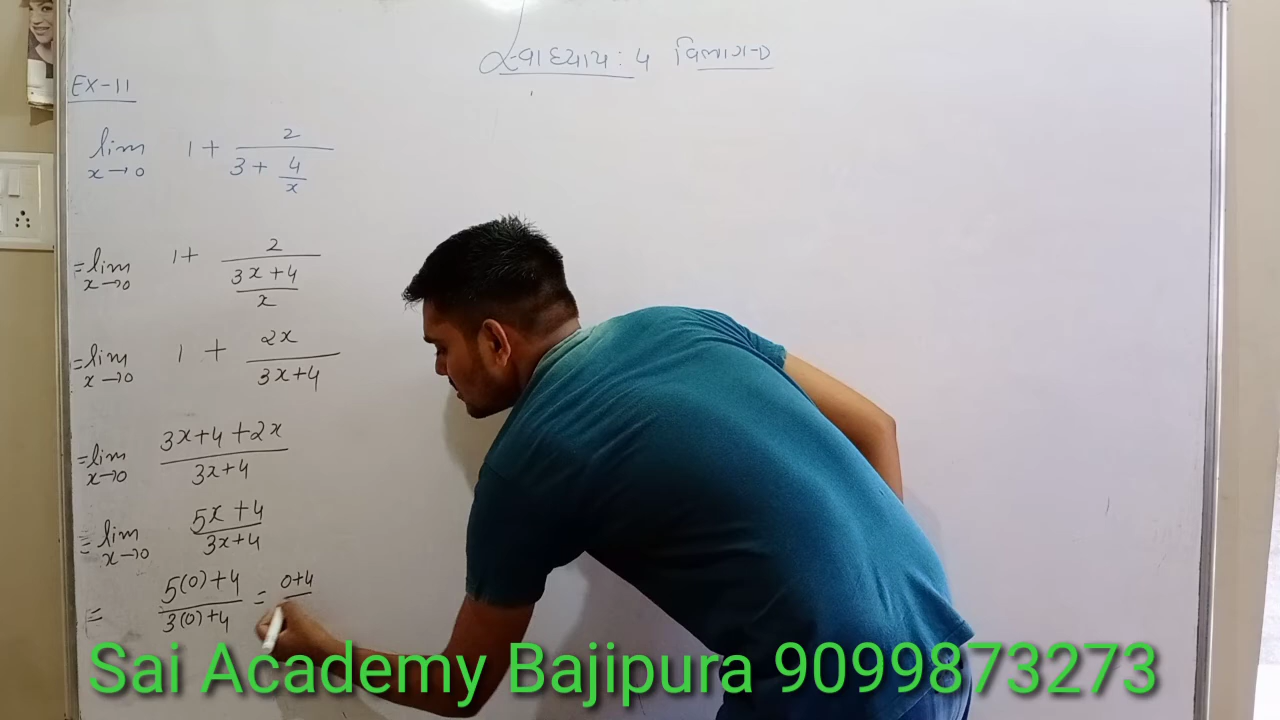 સ્વાધ્યાય : 4 વિભાગ-D
EX-11
lim x→0 1 + 2/(3 + 4/x)
= lim x→0 1 + 2/((3x+4)/x)
= lim x→0 1 + 2x/(3x+4)
= lim x→0 (3x+4+2x)/(3x+4)
= lim x→0 (5x+4)/(3x+4)
= (5(0)+4)/(3(0)+4) = 0+4
Sai Academy Bajipura 9099873273